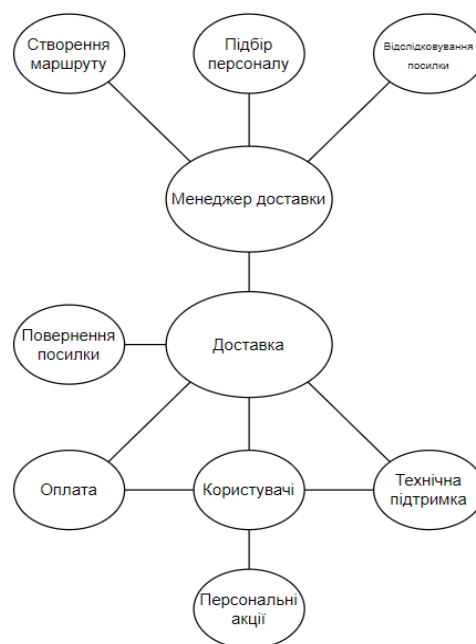 Створення
маршруту
Підбір
персоналу
Відслідковування
посилки
Менеджер доставки
Повернення
посилки
Доставка
Оплата
Користувачі
Технічна
підтримка
Персональні
акції